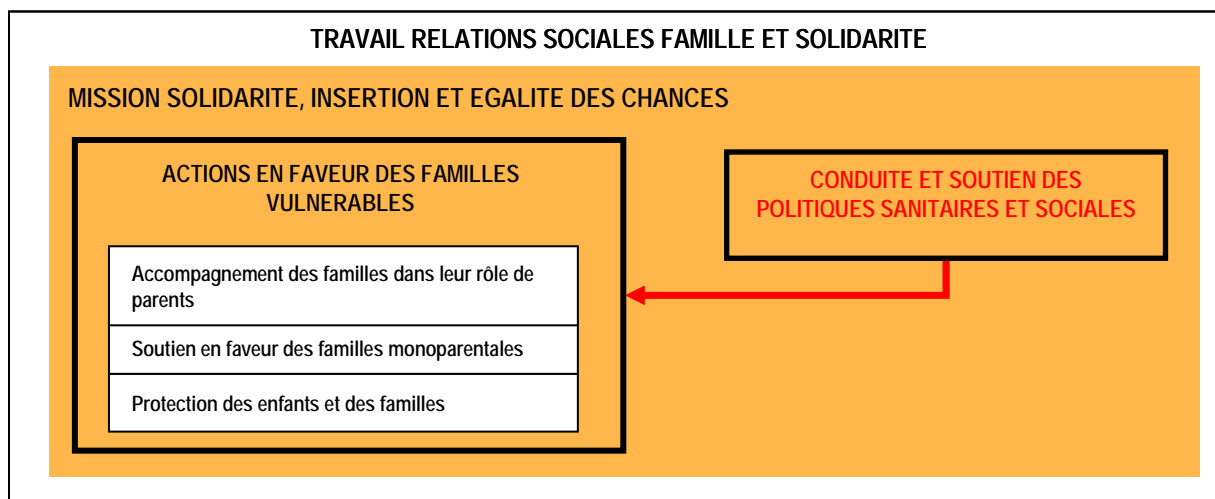 TRAVAIL RELATIONS SOCIALES FAMILLE ET SOLIDARITE
MISSION SOLIDARITE, INSERTION ET EGALITE DES CHANCES
ACTIONS EN FAVEUR DES FAMILLES
VULNERABLES
Accompagnement des familles dans leur rôle de
parents
Soutien en faveur des familles monoparentales
Protection des enfants et des familles
CONDUITE ET SOUTIEN DES
POLITIQUES SANITAIRES ET SOCIALES